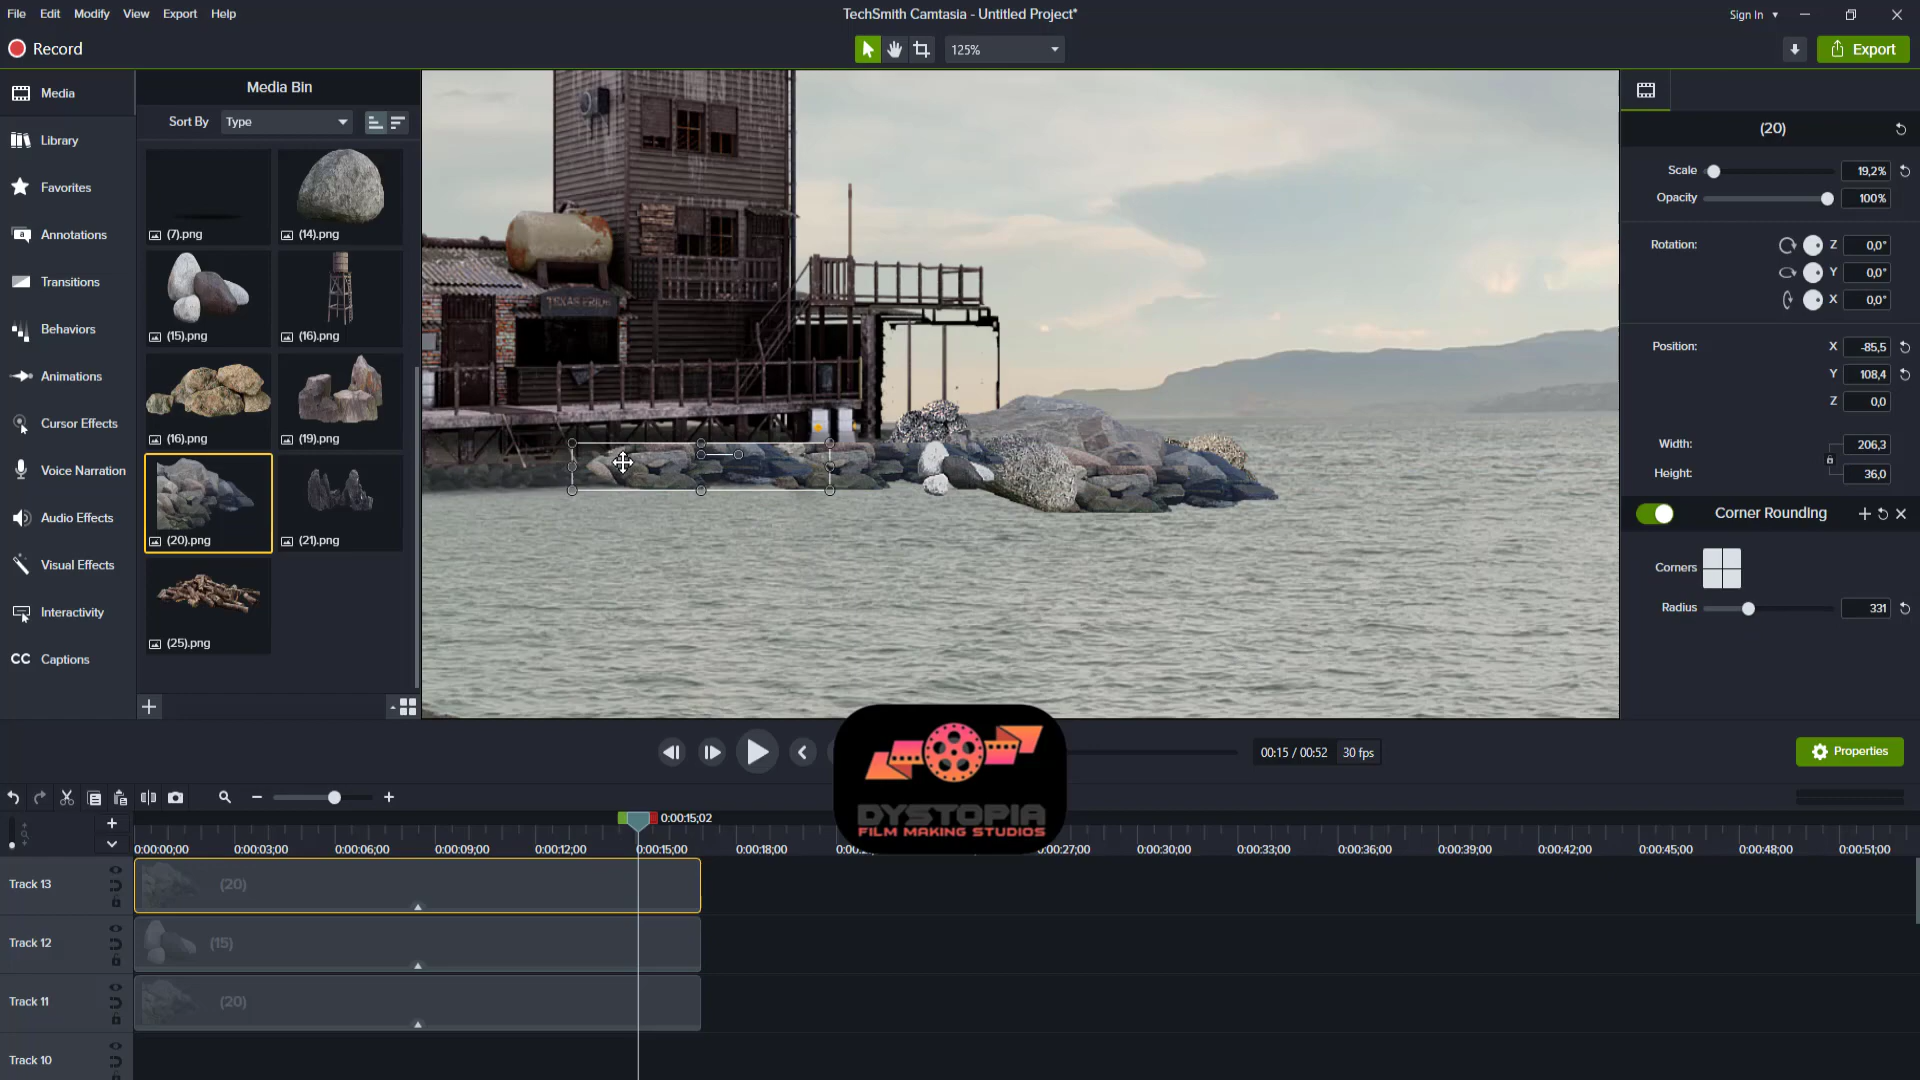 File Edit Modify View Export Help
TechSmith Camtasia - Untitled Project*
Sign In
Record
125%
Export
Media
Library
Favorites
Annotations
Transitions
Behaviors
Animations
Cursor Effects
Voice Narration
Audio Effects
Visual Effects
Interactivity
CC Captions
Media Bin
Sort By Type
(7).png
(14).png
(15).png
(16).png
(16).png
(19).png
(20).png
(21).png
(25).png
(20)
Scale 19,2%
Opacity 100%
Rotation: Z 0,0°
Y 0,0°
X 0,0°
Position: X -85,5
Y 108,4
Z 0,0
Width: 206,3
Height: 36,0
Corner Rounding
Corners
Radius 331
00:15 / 00:52 30 fps
Properties
DYSTOPIA
FILM MAKING STUDIOS
0:00:15;02
0:00:00;00 0:00:03;00 0:00:06;00 0:00:09;00 0:00:12;00 0:00:15;00 0:00:18;00 0:00:27;00 0:00:30;00 0:00:33;00 0:00:36;00 0:00:39;00 0:00:42;00 0:00:45;00 0:00:48;00 0:00:51;00
Track 13 (20)
Track 12 (15)
Track 11 (20)
Track 10